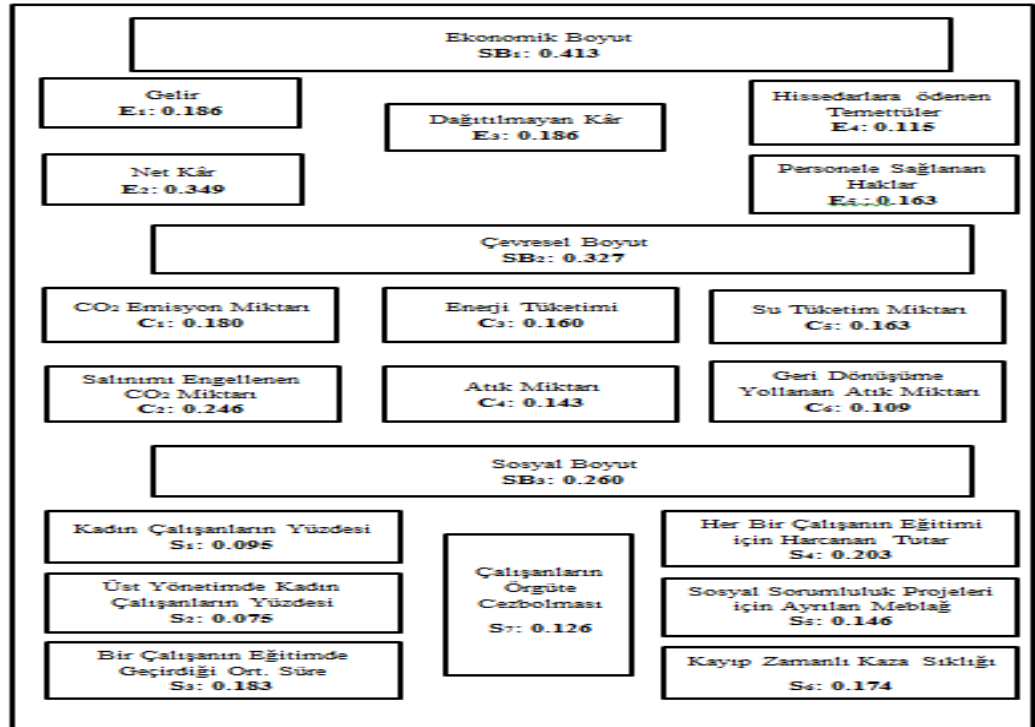 Ekonomik Boyut
SB₁: 0.413
Gelir
E₁: 0.186
Net Kâr
E₂: 0.349
Dağıtılmayan Kâr
E₃: 0.186
Hissedarlara ödenen
Temettüler
E₄: 0.115
Personele Sağlanan
Haklar
E₅ : 0.163
Çevresel Boyut
SB₂: 0.327
CO₂ Emisyon Miktarı
C₁: 0.180
Salınımı Engellenen
CO₂ Miktarı
C₂: 0.246
Enerji Tüketimi
C₃: 0.160
Atık Miktarı
C₄: 0.143
Su Tüketim Miktarı
C₅: 0.163
Geri Dönüşüme
Yollanan Atık Miktarı
C₆: 0.109
Sosyal Boyut
SB₃: 0.260
Kadın Çalışanların Yüzdesi
S₁: 0.095
Üst Yönetimde Kadın
Çalışanların Yüzdesi
S₂: 0.075
Bir Çalışanın Eğitimde
Geçirdiği Ort. Süre
S₃: 0.183
Çalışanların
Örgüte
Cezbolması
S₇: 0.126
Her Bir Çalışanın Eğitimi
için Harcanan Tutar
S₄: 0.203
Sosyal Sorumluluk Projeleri
için Ayrılan Meblağ
S₅: 0.146
Kayıp Zamanlı Kaza Sıklığı
S₆: 0.174